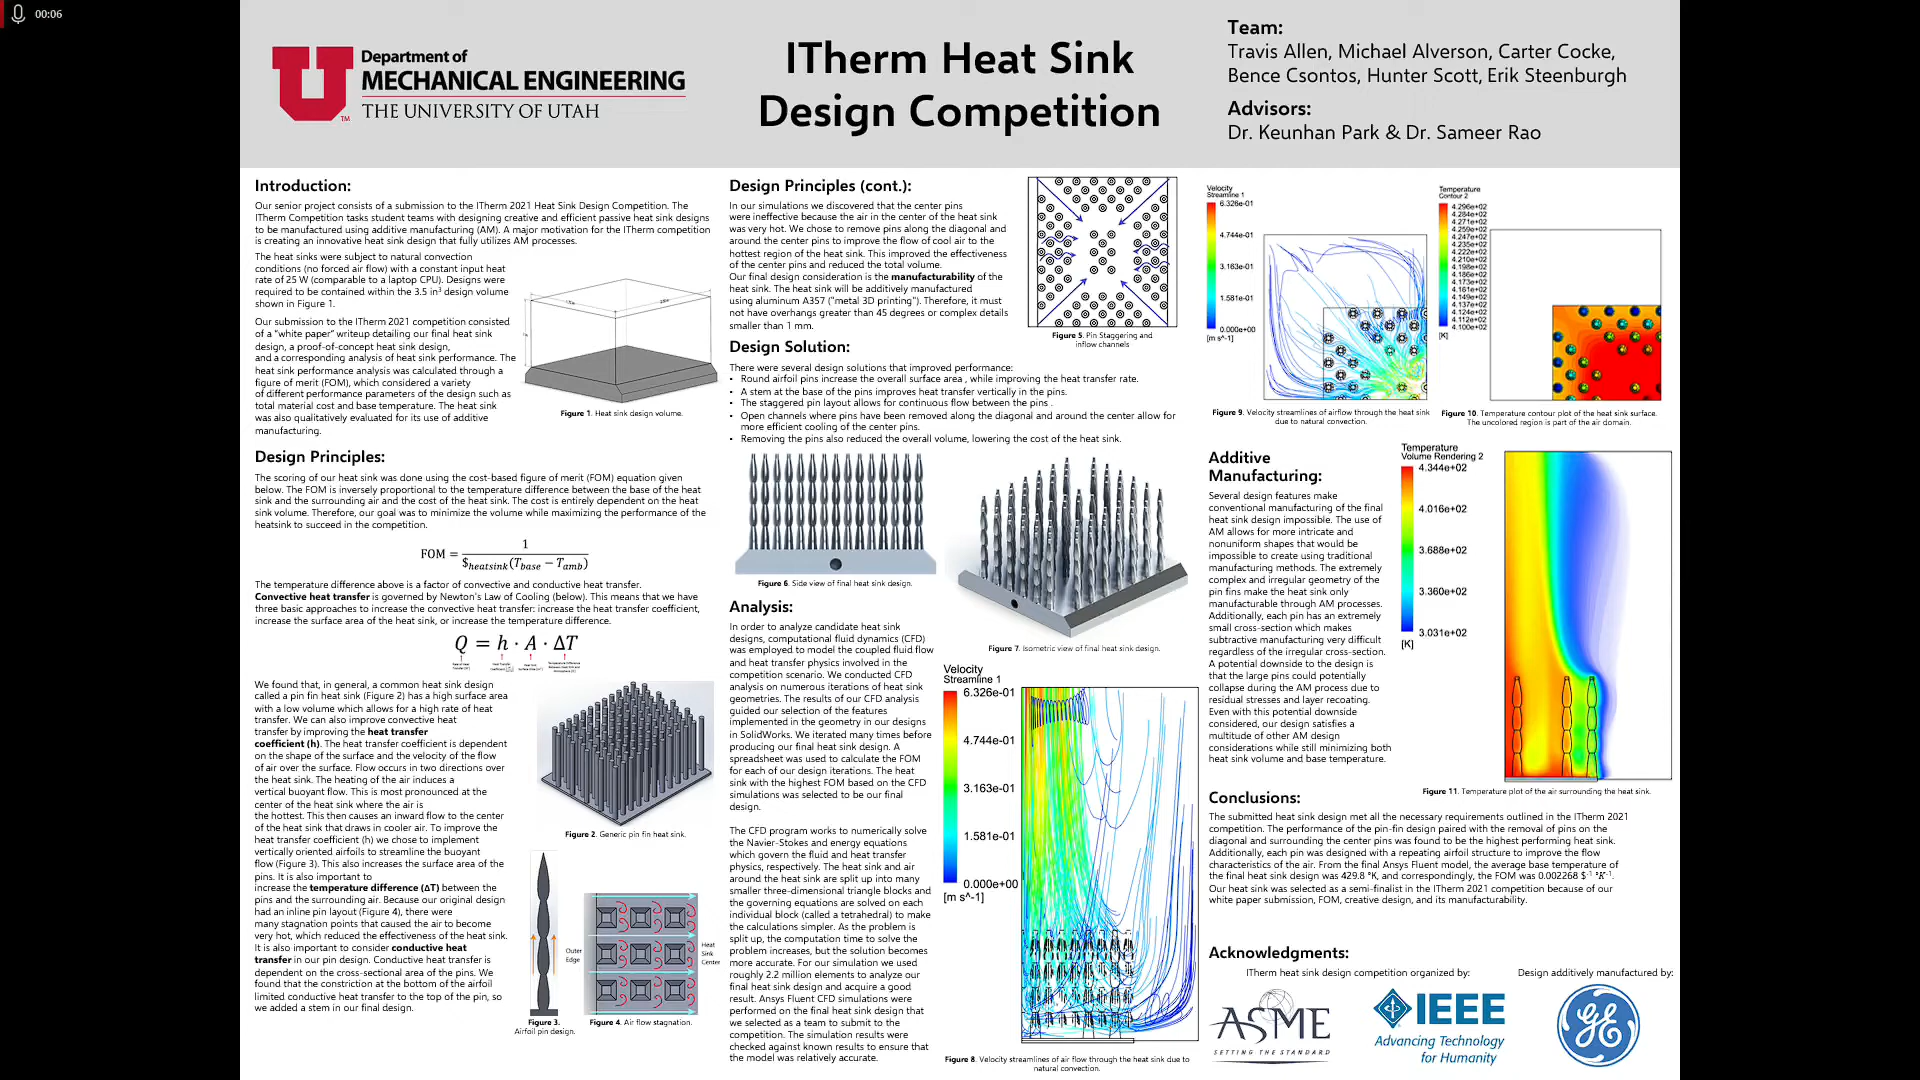 00:06
Department of
MECHANICAL ENGINEERING
THE UNIVERSITY OF UTAH
TM
ITherm Heat Sink
Design Competition
Team:
Travis Allen, Michael Alverson, Carter Cocke,
Bence Csontos, Hunter Scott, Erik Steenburgh
Advisors:
Dr. Keunhan Park & Dr. Sameer Rao
Introduction:
Our senior project consists of a submission to the ITherm 2021 Heat Sink Design Competition. The
ITherm Competition tasks student teams with designing creative and efficient passive heat sink designs
to be manufactured using additive manufacturing (AM). A major motivation for the ITherm competition
is creating an innovative heat sink design that fully utilizes AM processes.
The heat sinks were subject to natural convection
conditions (no forced air flow) with a constant input heat
rate of 25 W (comparable to a laptop CPU). Designs were
required to be contained within the 3.5 in³ design volume
shown in Figure 1.
Our submission to the ITherm 2021 competition consisted
of a "white paper" writeup detailing our final heat sink
design, a proof-of-concept heat sink design,
and a corresponding analysis of heat sink performance. The
heat sink performance analysis was calculated through a
figure of merit (FOM), which considered a variety
of different performance parameters of the design such as
total material cost and base temperature. The heat sink
was also qualitatively evaluated for its use of additive
manufacturing.
Figure 1. Heat sink design volume.
Design Principles:
The scoring of our heat sink was done using the cost-based figure of merit (FOM) equation given
below. The FOM is inversely proportional to the temperature difference between the base of the heat
sink and the surrounding air and the cost of the heat sink. The cost is entirely dependent on the heat
sink volume. Therefore, our goal was to minimize the volume while maximizing the performance of the
heatsink to succeed in the competition.
FOM = 1 / $heatsink(Tbase − Tamb)
The temperature difference above is a factor of convective and conductive heat transfer.
Convective heat transfer is governed by Newton's Law of Cooling (below). This means that we have
three basic approaches to increase the convective heat transfer: increase the heat transfer coefficient,
increase the surface area of the heat sink, or increase the temperature difference.
Q = h · A · ΔT
We found that, in general, a common heat sink design
called a pin fin heat sink (Figure 2) has a high surface area
with a low volume which allows for a high rate of heat
transfer. We can also improve convective heat
transfer by improving the heat transfer
coefficient (h). The heat transfer coefficient is dependent
on the shape of the surface and the velocity of the flow
of air over the surface. Flow occurs in two directions over
the heat sink. The heating of the air induces a
vertical buoyant flow. This is most pronounced at the
center of the heat sink where the air is
the hottest. This then causes an inward flow to the center
of the heat sink that draws in cooler air. To improve the
heat transfer coefficient (h) we chose to implement
vertically oriented airfoils to streamline the buoyant
flow (Figure 3). This also increases the surface area of the
pins. It is also important to
increase the temperature difference (ΔT) between the
pins and the surrounding air. Because our original design
had an inline pin layout (Figure 4), there were
many stagnation points that caused the air to become
very hot, which reduced the effectiveness of the heat sink.
It is also important to consider conductive heat
transfer in our pin design. Conductive heat transfer is
dependent on the cross-sectional area of the pins. We
found that the constriction at the bottom of the airfoil
limited conductive heat transfer to the top of the pin, so
we added a stem in our final design.
Figure 2. Generic pin fin heat sink.
Outer
Edge
Heat
Sink
Center
Figure 3.
Airfoil pin design.
Figure 4. Air flow stagnation.
Design Principles (cont.):
In our simulations we discovered that the center pins
were ineffective because the air in the center of the heat sink
was very hot. We chose to remove pins along the diagonal and
around the center pins to improve the flow of cool air to the
hottest region of the heat sink. This improved the effectiveness
of the center pins and reduced the total volume.
Our final design consideration is the manufacturability of the
heat sink. The heat sink will be additively manufactured
using aluminum A357 ("metal 3D printing"). Therefore, it must
not have overhangs greater than 45 degrees or complex details
smaller than 1 mm.
Figure 5. Pin Staggering and
inflow channels
Design Solution:
There were several design solutions that improved performance:
• Round airfoil pins increase the overall surface area , while improving the heat transfer rate.
• A stem at the base of the pins improves heat transfer vertically in the pins.
• The staggered pin layout allows for continuous flow between the pins .
• Open channels where pins have been removed along the diagonal and around the center allow for
more efficient cooling of the center pins.
• Removing the pins also reduced the overall volume, lowering the cost of the heat sink.
Figure 6. Side view of final heat sink design.
Figure 7. Isometric view of final heat sink design.
Analysis:
In order to analyze candidate heat sink
designs, computational fluid dynamics (CFD)
was employed to model the coupled fluid flow
and heat transfer physics involved in the
competition scenario. We conducted CFD
analysis on numerous iterations of heat sink
geometries. The results of our CFD analysis
guided our selection of the features
implemented in the geometry in our designs
in SolidWorks. We iterated many times before
producing our final heat sink design. A
spreadsheet was used to calculate the FOM
for each of our design iterations. The heat
sink with the highest FOM based on the CFD
simulations was selected to be our final
design.
The CFD program works to numerically solve
the Navier-Stokes and energy equations
which govern the fluid and heat transfer
physics, respectively. The heat sink and air
around the heat sink are split up into many
smaller three-dimensional triangle blocks and
the governing equations are solved on each
individual block (called a tetrahedral) to make
the calculations simpler. As the problem is
split up, the computation time to solve the
problem increases, but the solution becomes
more accurate. For our simulation we used
roughly 2.2 million elements to analyze our
final heat sink design and acquire a good
result. Ansys Fluent CFD simulations were
performed on the final heat sink design that
we selected as a team to submit to the
competition. The simulation results were
checked against known results to ensure that
the model was relatively accurate.
Velocity
Streamline 1
6.326e-01
4.744e-01
3.163e-01
1.581e-01
0.000e+00
[m s^-1]
Figure 8. Velocity streamlines of air flow through the heat sink due to
natural convection.
Velocity
Streamline 1
6.326e-01
4.744e-01
3.163e-01
1.581e-01
0.000e+00
[m s^-1]
Figure 9. Velocity streamlines of airflow through the heat sink
due to natural convection.
Temperature
Contour 2
4.296e+02
4.284e+02
4.271e+02
4.259e+02
4.247e+02
4.235e+02
4.222e+02
4.210e+02
4.198e+02
4.186e+02
4.173e+02
4.161e+02
4.149e+02
4.137e+02
4.124e+02
4.112e+02
4.100e+02
[K]
Figure 10. Temperature contour plot of the heat sink surface.
The uncolored region is part of the air domain.
Additive
Manufacturing:
Several design features make
conventional manufacturing of the final
heat sink design impossible. The use of
AM allows for more intricate and
nonuniform shapes that would be
impossible to create using traditional
manufacturing methods. The extremely
complex and irregular geometry of the
pin fins make the heat sink only
manufacturable through AM processes.
Additionally, each pin has an extremely
small cross-section which makes
subtractive manufacturing very difficult
regardless of the irregular cross-section.
A potential downside to the design is
that the large pins could potentially
collapse during the AM process due to
residual stresses and layer recoating.
Even with this potential downside
considered, our design satisfies a
multitude of other AM design
considerations while still minimizing both
heat sink volume and base temperature.
Temperature
Volume Rendering 2
4.344e+02
4.016e+02
3.688e+02
3.360e+02
3.031e+02
[K]
Figure 11. Temperature plot of the air surrounding the heat sink.
Conclusions:
The submitted heat sink design met all the necessary requirements outlined in the ITherm 2021
competition. The performance of the pin-fin design paired with the removal of pins on the
diagonal and surrounding the center pins was found to be the highest performing heat sink.
Additionally, each pin was designed with a repeating airfoil structure to improve the flow
characteristics of the air. From the final Ansys Fluent model, the average base temperature of
the final heat sink design was 429.8 °K, and correspondingly, the FOM was 0.002268 $⁻¹ °K⁻¹.
Our heat sink was selected as a semi-finalist in the ITherm 2021 competition because of our
white paper submission, FOM, creative design, and its manufacturability.
Acknowledgments:
ITherm heat sink design competition organized by:
Design additively manufactured by:
ASME
SETTING THE STANDARD
IEEE
Advancing Technology
for Humanity
GE